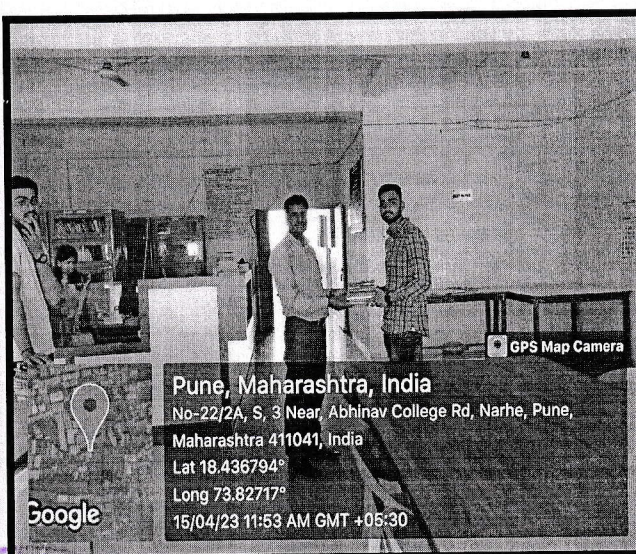 GPS Map Camera
Pune, Maharashtra, India
No-22/2A, S, 3 Near, Abhinav College Rd, Narhe, Pune,
Maharashtra 411041, India
Lat 18.436794°
Long 73.82717°
15/04/23 11:53 AM GMT +05:30
Google